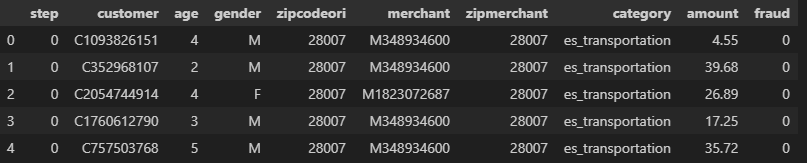 step customer age gender zipcodeori merchant zipmerchant category amount fraud
0 0 C1093826151 4 M 28007 M348934600 28007 es_transportation 4.55 0
1 0 C352968107 2 M 28007 M348934600 28007 es_transportation 39.68 0
2 0 C2054744914 4 F 28007 M1823072687 28007 es_transportation 26.89 0
3 0 C1760612790 3 M 28007 M348934600 28007 es_transportation 17.25 0
4 0 C757503768 5 M 28007 M348934600 28007 es_transportation 35.72 0